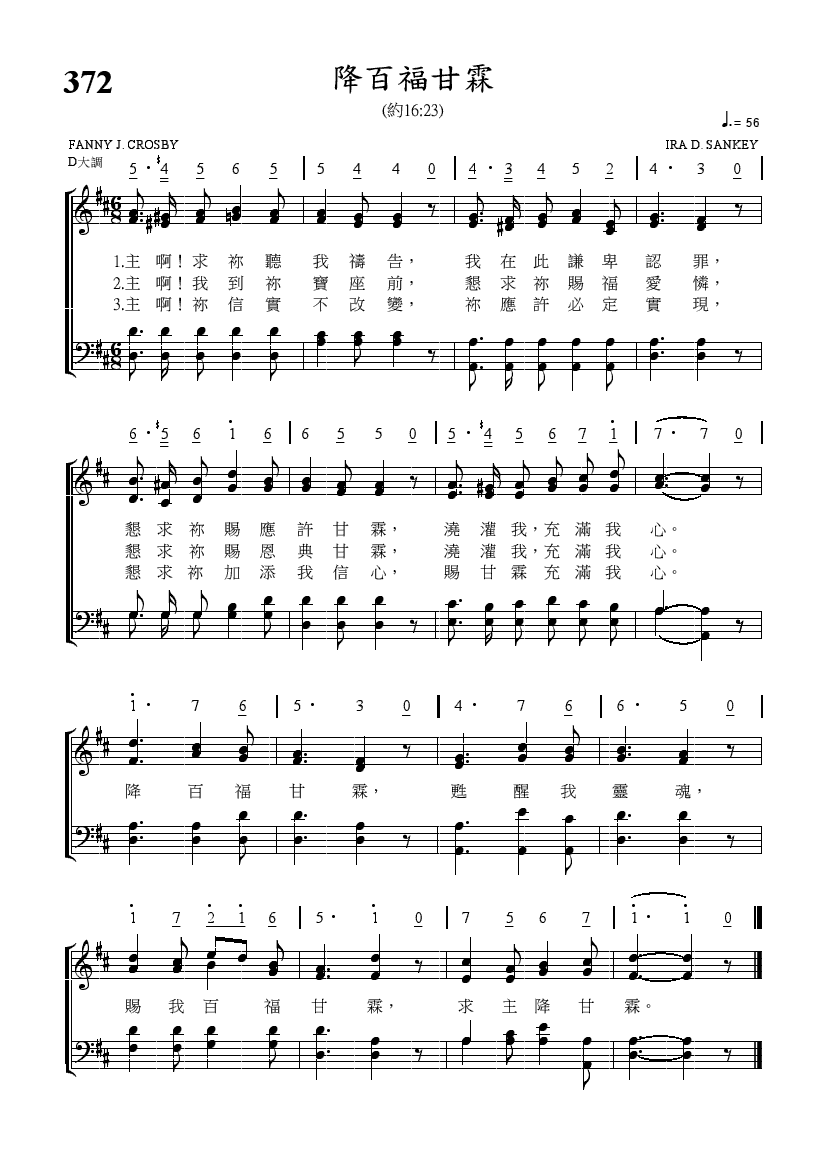 372
降百福甘霖
(約16:23)
♩. = 56
FANNY J. CROSBY
IRA D. SANKEY
D大調
5 · 4 5 6 5 | 5 4 4 0 | 4 · 3 4 5 2 | 4 · 3 0
1.主啊！求祢聽我禱告，我在此謙卑認罪，
2.主啊！我到祢寶座前，懇求祢賜福愛憐，
3.主啊！祢信實不改變，祢應許必定實現，
6 · 5 6 1 6 | 6 5 5 0 | 5 · 4 5 6 7 1 | 7 · 7 0
懇求祢賜應許甘霖，澆灌我，充滿我心。
懇求祢賜恩典甘霖，澆灌我，充滿我心。
懇求祢加添我信心，賜甘霖充滿我心。
1 · 7 6 | 5 · 3 0 | 4 · 7 6 | 6 · 5 0
降百福甘霖，甦醒我靈魂，
1 7 2 1 6 | 5 · 1 0 | 7 5 6 7 | 1 · 1 0
賜我百福甘霖，求主降甘霖。